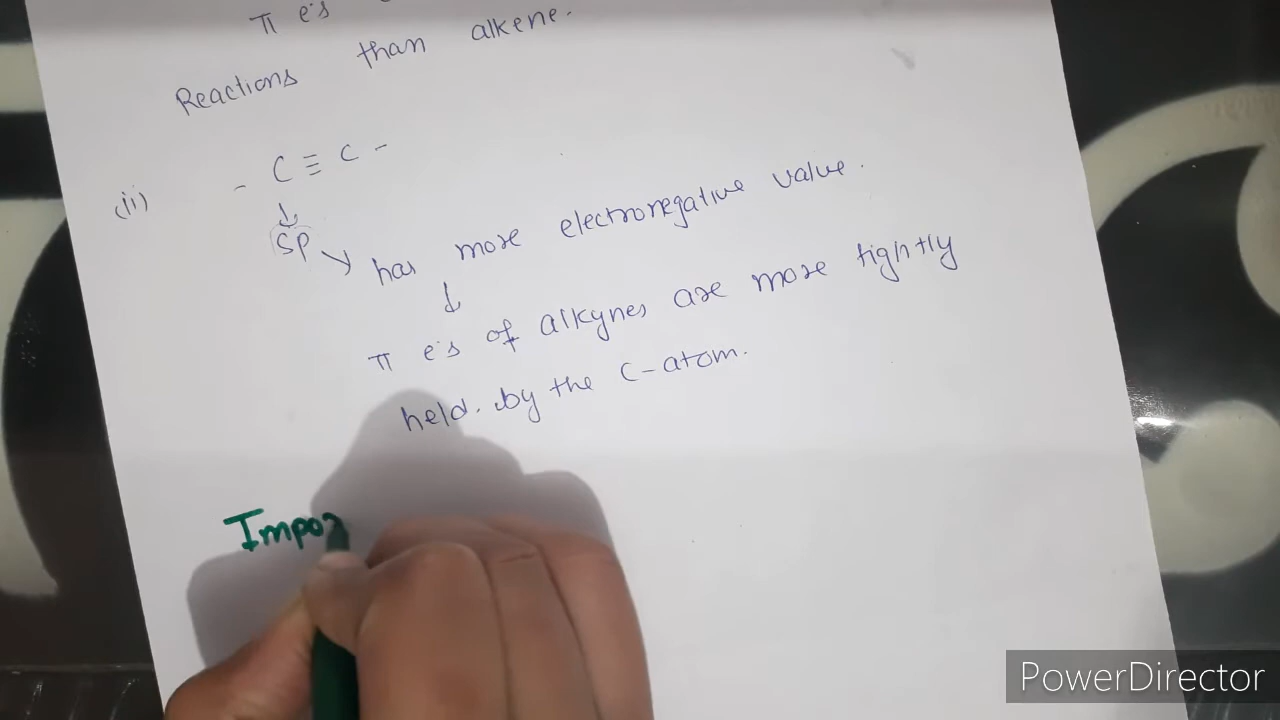 π e's
Reactions than alkene.
(ii) - C ≡ C -
↓
SP → has more electronegative value.
↓
π e's of alkynes are more tightly
held. by the C-atom.
Impor
PowerDirector